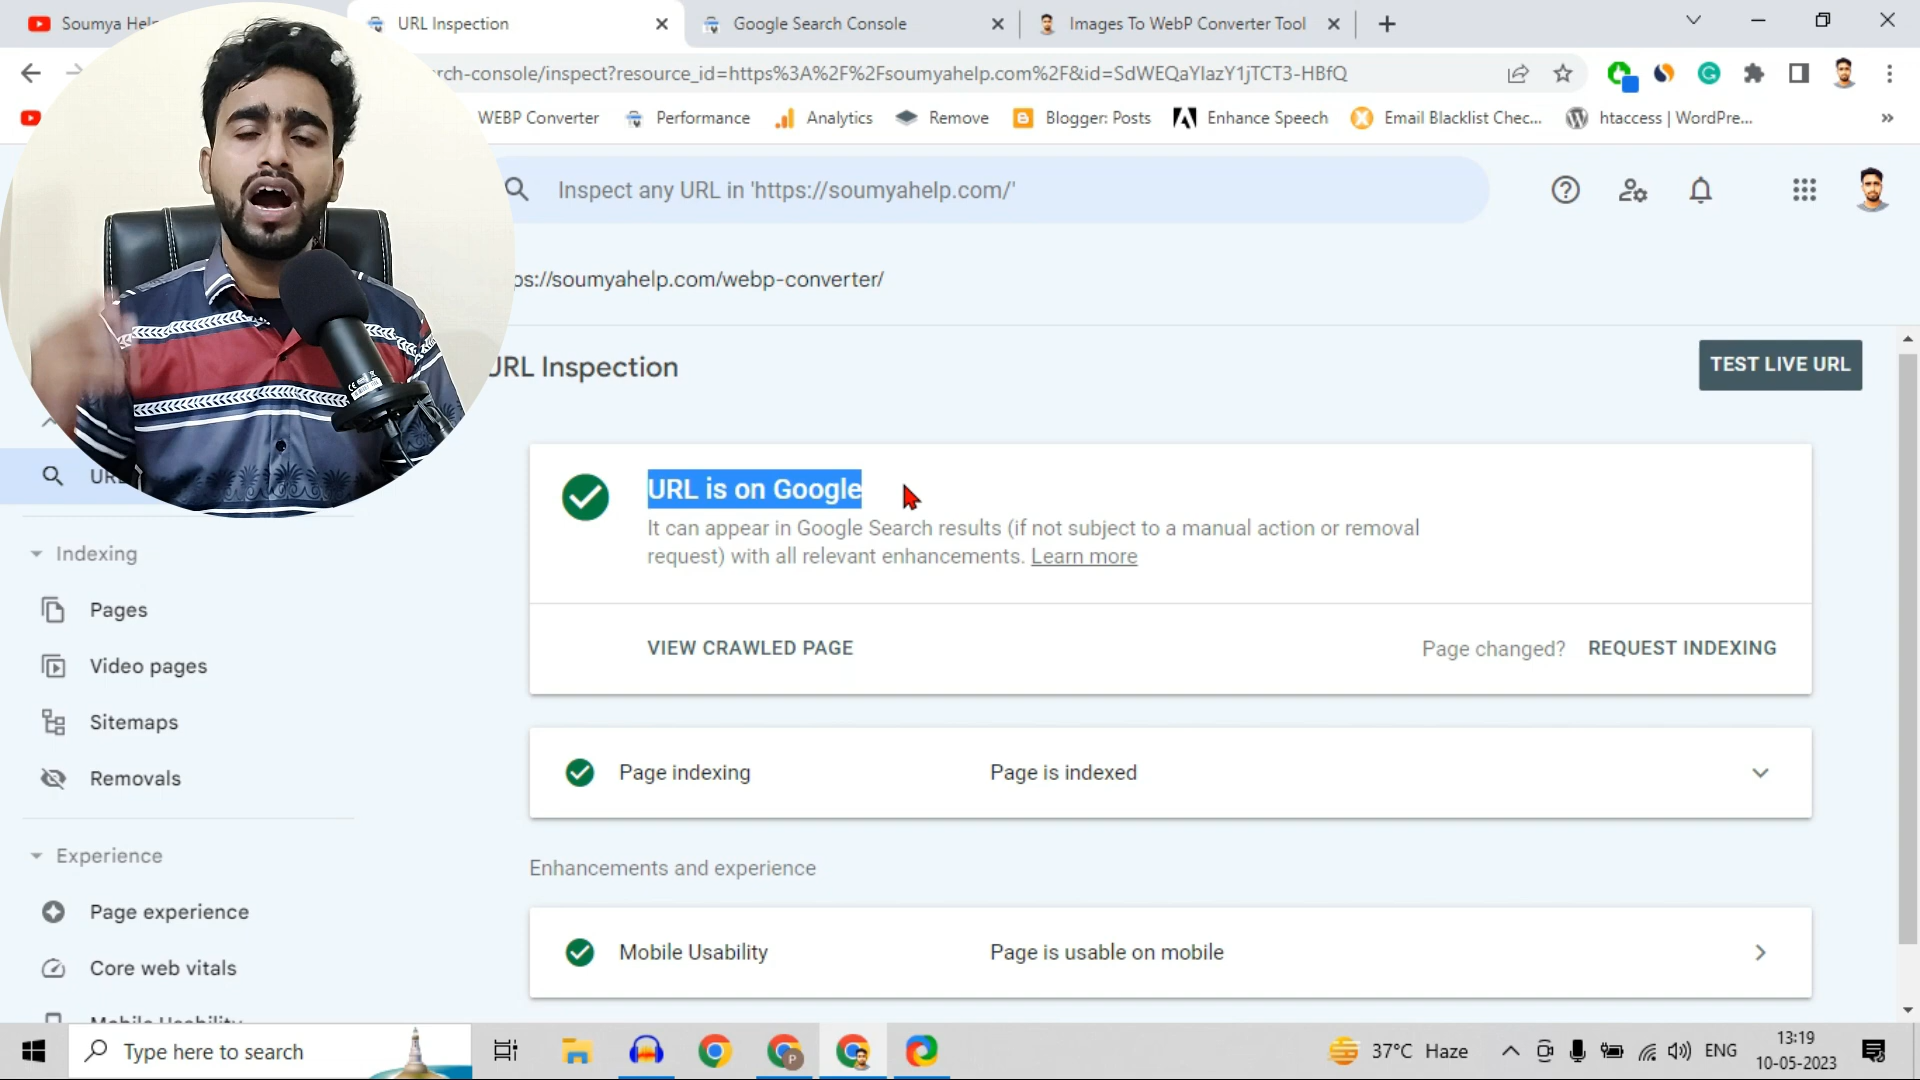 Soumya Hel
URL Inspection
Google Search Console
Images To WebP Converter Tool
rch-console/inspect?resource_id=https%3A%2F%2Fsoumyahelp.com%2F&id=SdWEQaYIazY1jTCT3-HBfQ
WEBP Converter
Performance
Analytics
Remove
Blogger: Posts
Enhance Speech
Email Blacklist Chec...
htaccess | WordPre...
Inspect any URL in 'https://soumyahelp.com/'
ps://soumyahelp.com/webp-converter/
URL Inspection
TEST LIVE URL
URL is on Google
It can appear in Google Search results (if not subject to a manual action or removal
request) with all relevant enhancements. Learn more
VIEW CRAWLED PAGE
Page changed? REQUEST INDEXING
Page indexing
Page is indexed
Enhancements and experience
Mobile Usability
Page is usable on mobile
URL
Indexing
Pages
Video pages
Sitemaps
Removals
Experience
Page experience
Core web vitals
Mobile Usability
Type here to search
P
37°C Haze
ENG
13:19
10-05-2023